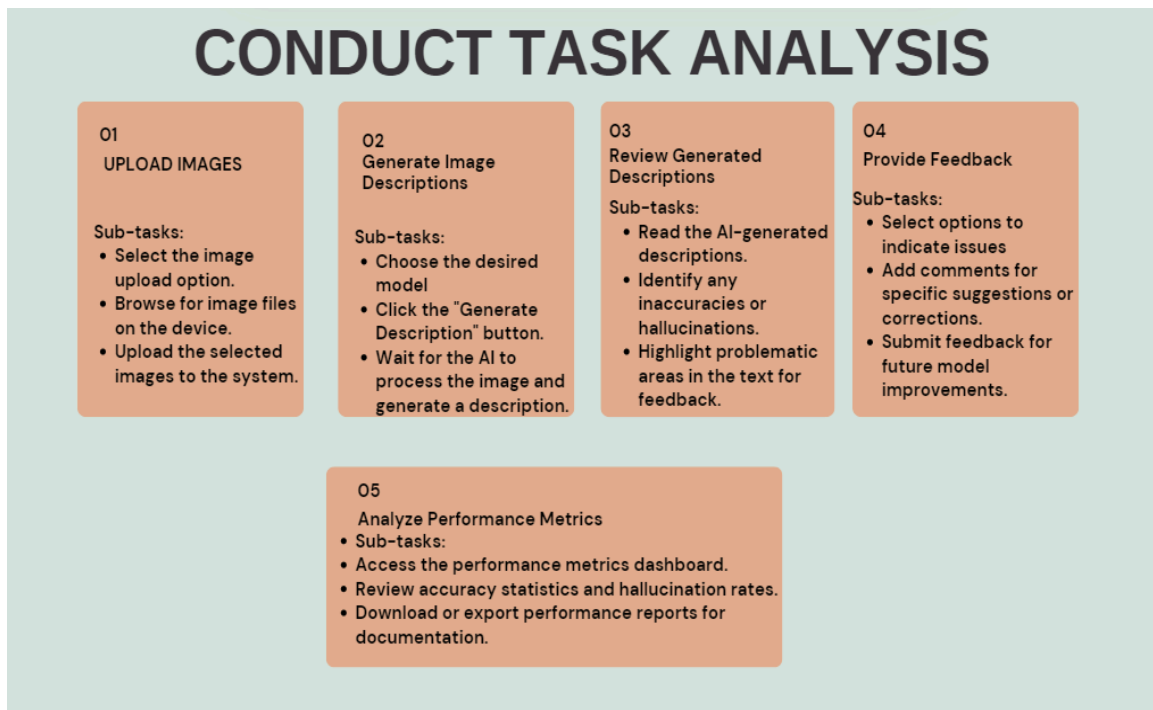 CONDUCT TASK ANALYSIS
01
UPLOAD IMAGES
Sub-tasks:
• Select the image
upload option.
• Browse for image files
on the device.
• Upload the selected
images to the system.
02
Generate Image
Descriptions
Sub-tasks:
• Choose the desired
model
• Click the "Generate
Description" button.
• Wait for the AI to
process the image and
generate a description.
03
Review Generated
Descriptions
Sub-tasks:
• Read the AI-generated
descriptions.
• Identify any
inaccuracies or
hallucinations.
• Highlight problematic
areas in the text for
feedback.
04
Provide Feedback
Sub-tasks:
• Select options to
indicate issues
• Add comments for
specific suggestions or
corrections.
• Submit feedback for
future model
improvements.
05
Analyze Performance Metrics
• Sub-tasks:
• Access the performance metrics dashboard.
• Review accuracy statistics and hallucination rates.
• Download or export performance reports for
documentation.